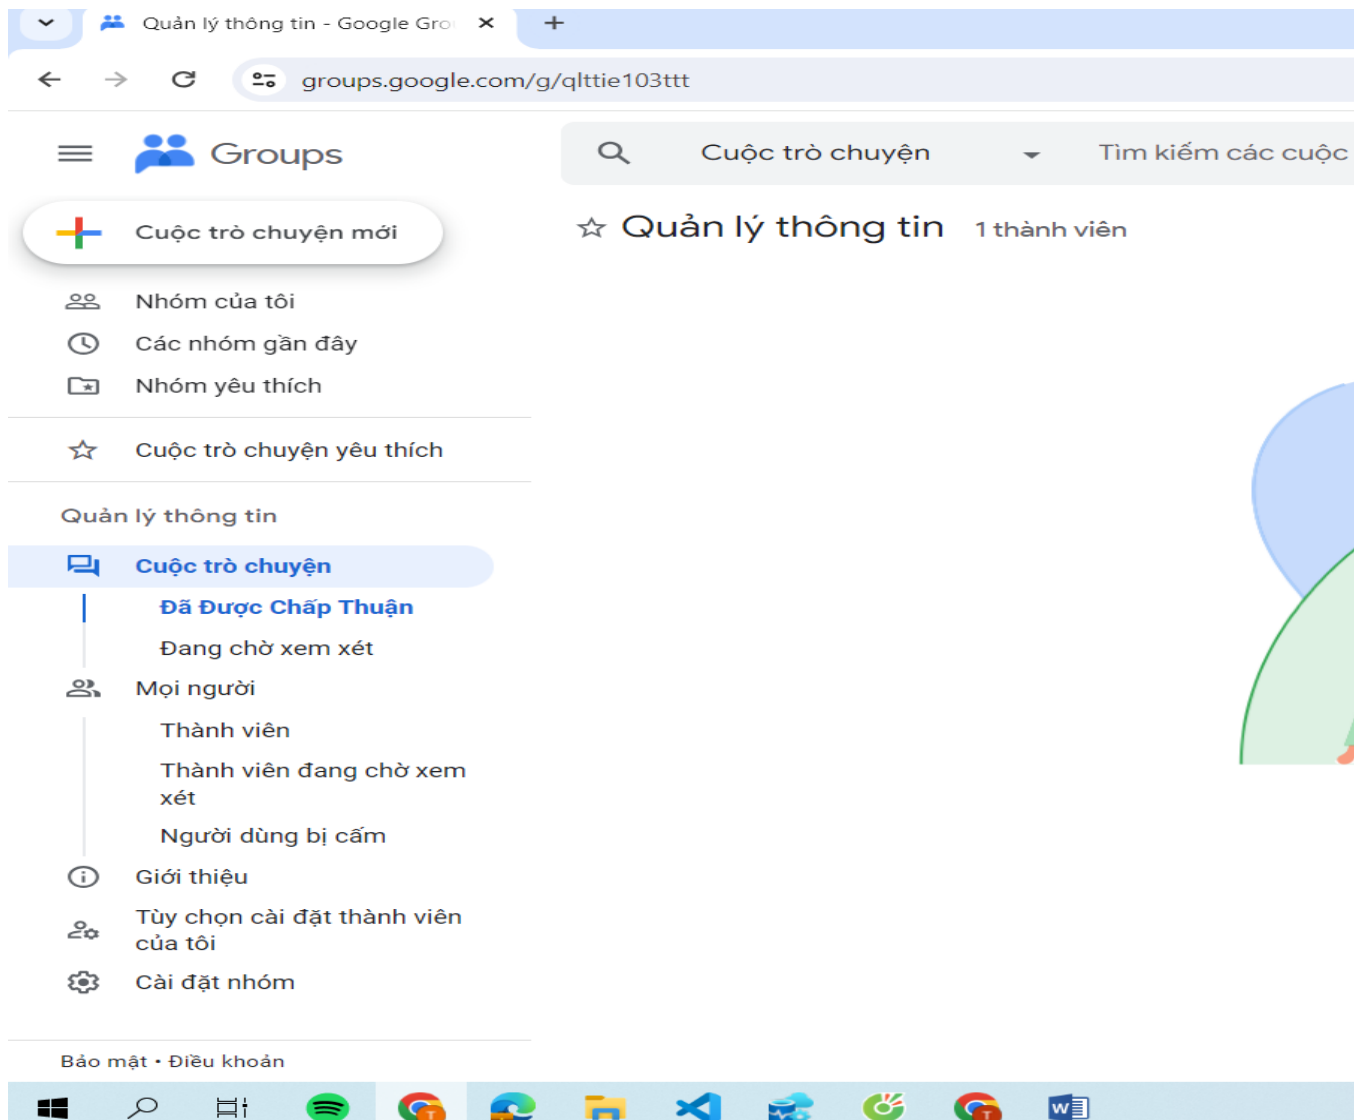 Quản lý thông tin - Google Gro
groups.google.com/g/qlttie103ttt
Groups
Cuộc trò chuyện
Tìm kiếm các cuộc
Cuộc trò chuyện mới
Quản lý thông tin 1 thành viên
Nhóm của tôi
Các nhóm gần đây
Nhóm yêu thích
Cuộc trò chuyện yêu thích
Quản lý thông tin
Cuộc trò chuyện
Đã Được Chấp Thuận
Đang chờ xem xét
Mọi người
Thành viên
Thành viên đang chờ xem
xét
Người dùng bị cấm
Giới thiệu
Tùy chọn cài đặt thành viên
của tôi
Cài đặt nhóm
Bảo mật • Điều khoản